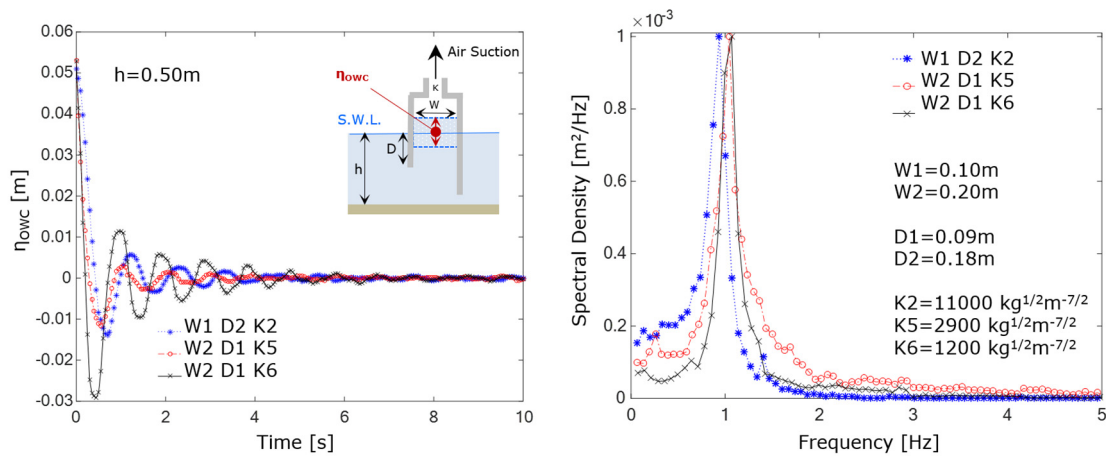 0.06
0.05
0.04
0.03
0.02
0.01
0
-0.01
-0.02
-0.03
ηowc [m]
0
2
4
6
8
10
Time [s]
h=0.50m
Air Suction
ηowc
K
W
S.W.L.
D
h
W1 D2 K2
W2 D1 K5
W2 D1 K6
×10⁻³
1
0.8
0.6
0.4
0.2
0
Spectral Density [m²/Hz]
0
1
2
3
4
5
Frequency [Hz]
W1 D2 K2
W2 D1 K5
W2 D1 K6
W1=0.10m
W2=0.20m
D1=0.09m
D2=0.18m
K2=11000 kg^1/2m^-7/2
K5=2900 kg^1/2m^-7/2
K6=1200 kg^1/2m^-7/2